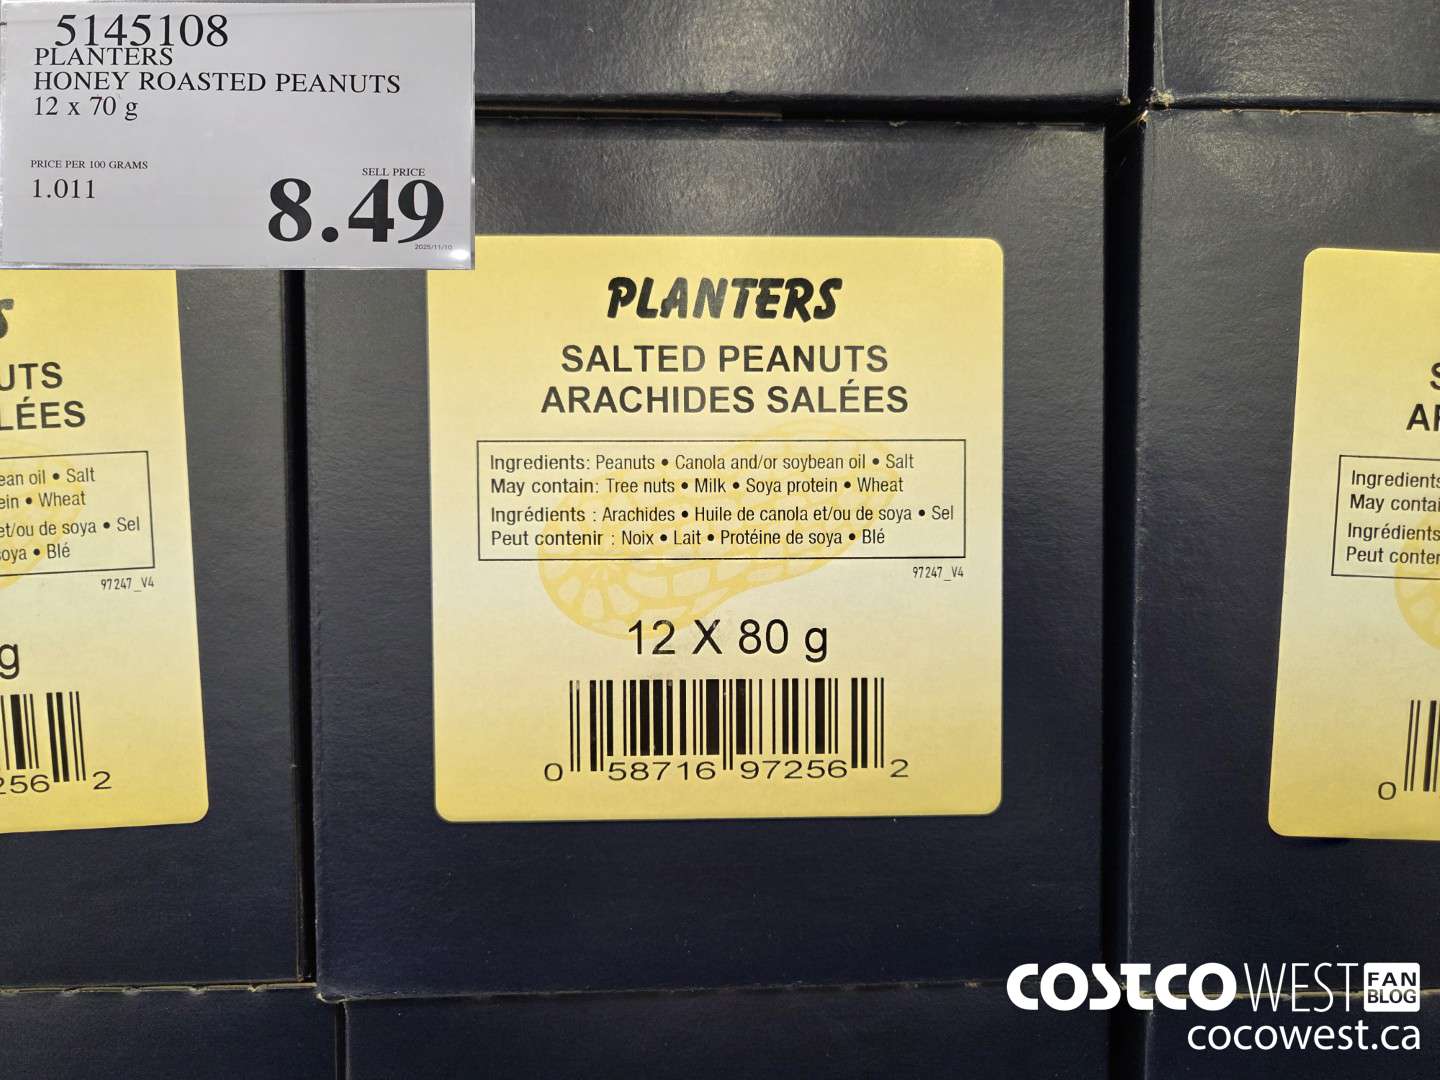 5145108
PLANTERS
HONEY ROASTED PEANUTS
12 x 70 g
PRICE PER 100 GRAMS
1.011
SELL PRICE
8.49
2025/11/10
S
UTS
LÉES
ean oil • Salt
ein • Wheat
et/ou de soya • Sel
soya • Blé
97247_V4
g
256 2
PLANTERS
SALTED PEANUTS
ARACHIDES SALÉES
Ingredients: Peanuts • Canola and/or soybean oil • Salt
May contain: Tree nuts • Milk • Soya protein • Wheat
Ingrédients : Arachides • Huile de canola et/ou de soya • Sel
Peut contenir : Noix • Lait • Protéine de soya • Blé
97247_V4
12 X 80 g
0 58716 97256 2
S
AR
Ingredients
May contai
Ingrédients
Peut conten
0
COSTCO WEST FAN BLOG
cocowest.ca